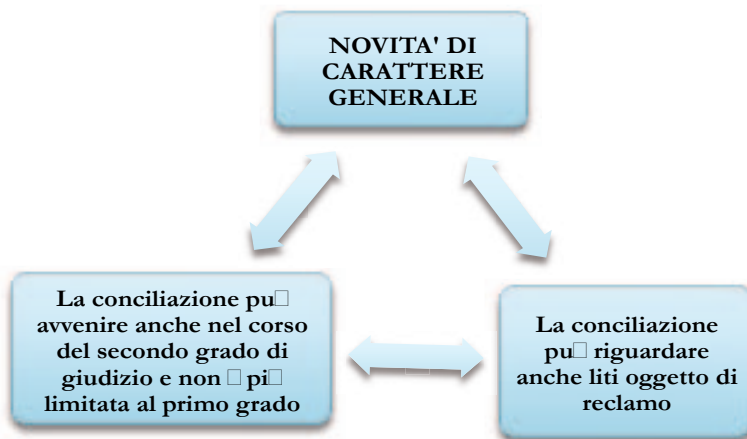 NOVITA' DI
CARATTERE
GENERALE
La conciliazione pu□
avvenire anche nel corso
del secondo grado di
giudizio e non □ pi□
limitata al primo grado
La conciliazione
pu□ riguardare
anche liti oggetto di
reclamo